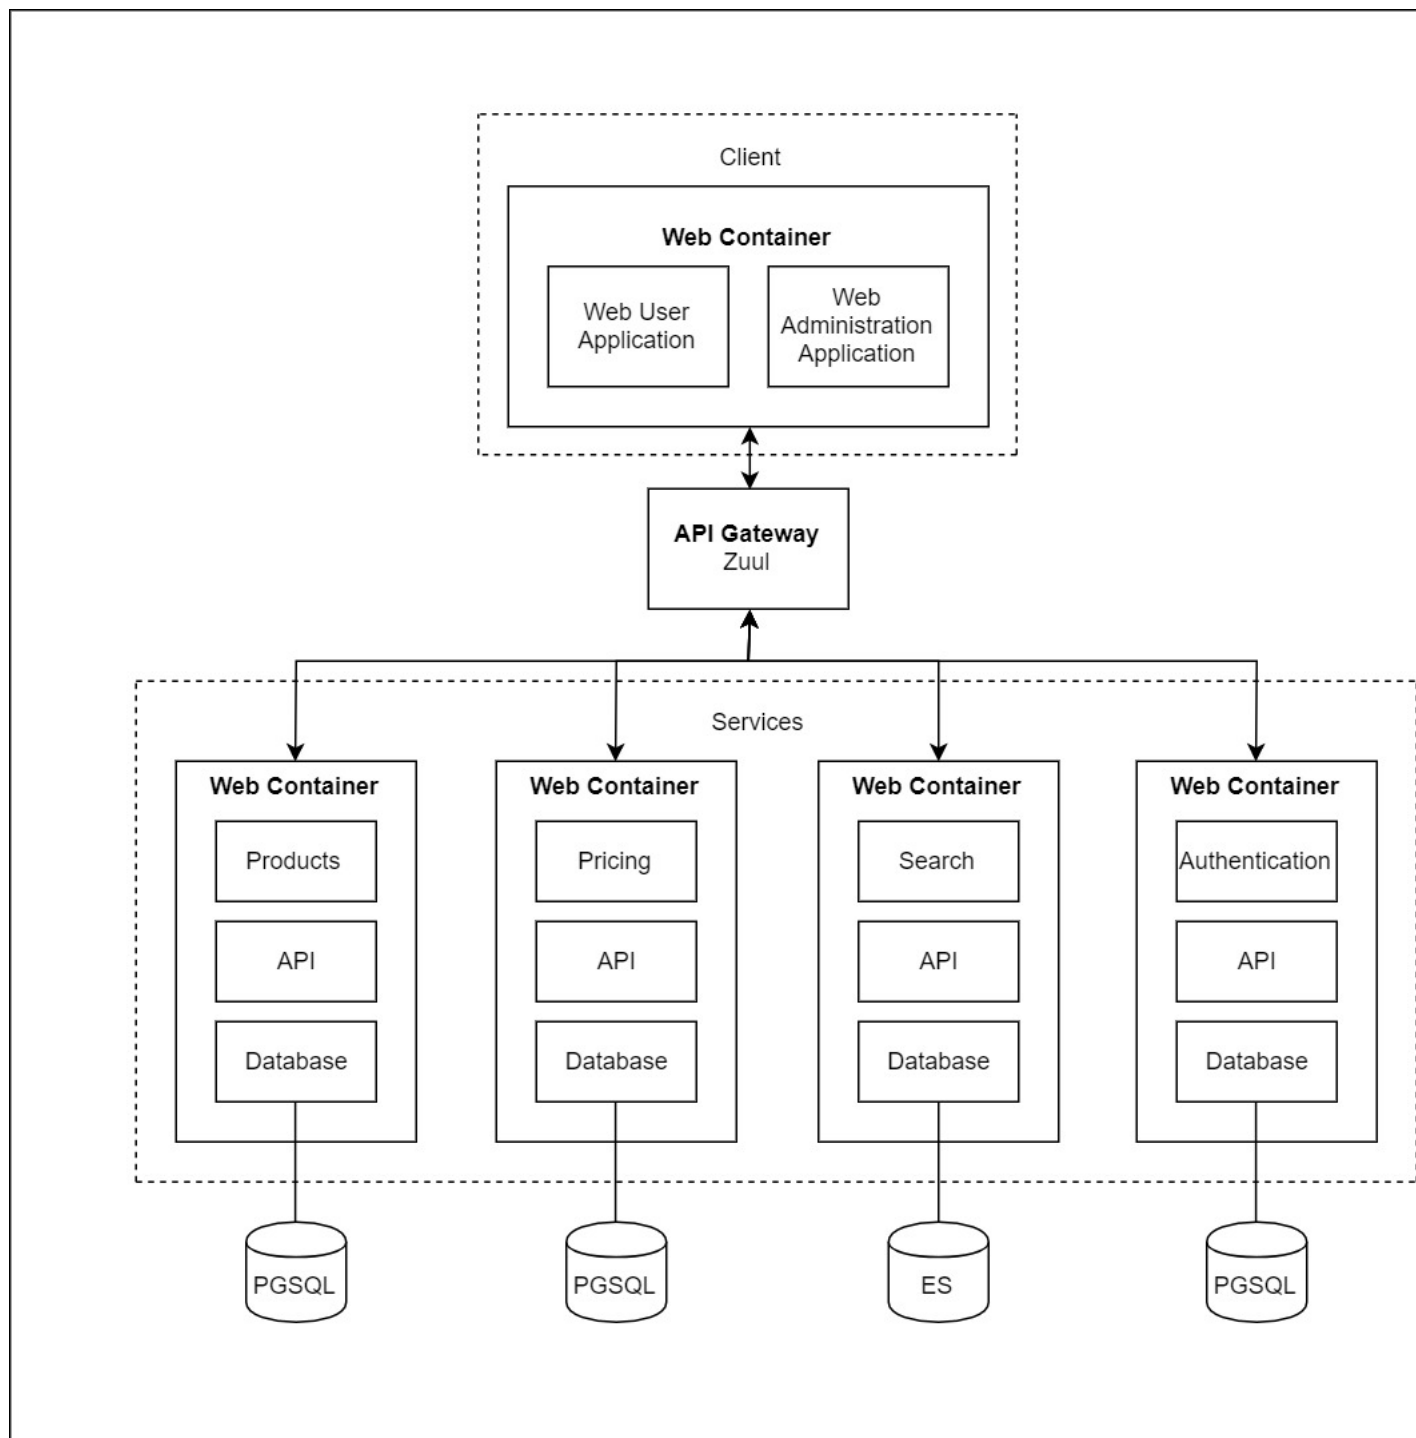 Client
Web Container
Web User
Application
Web
Administration
Application
API Gateway
Zuul
Services
Web Container
Products
API
Database
PGSQL
Web Container
Pricing
API
Database
PGSQL
Web Container
Search
API
Database
ES
Web Container
Authentication
API
Database
PGSQL